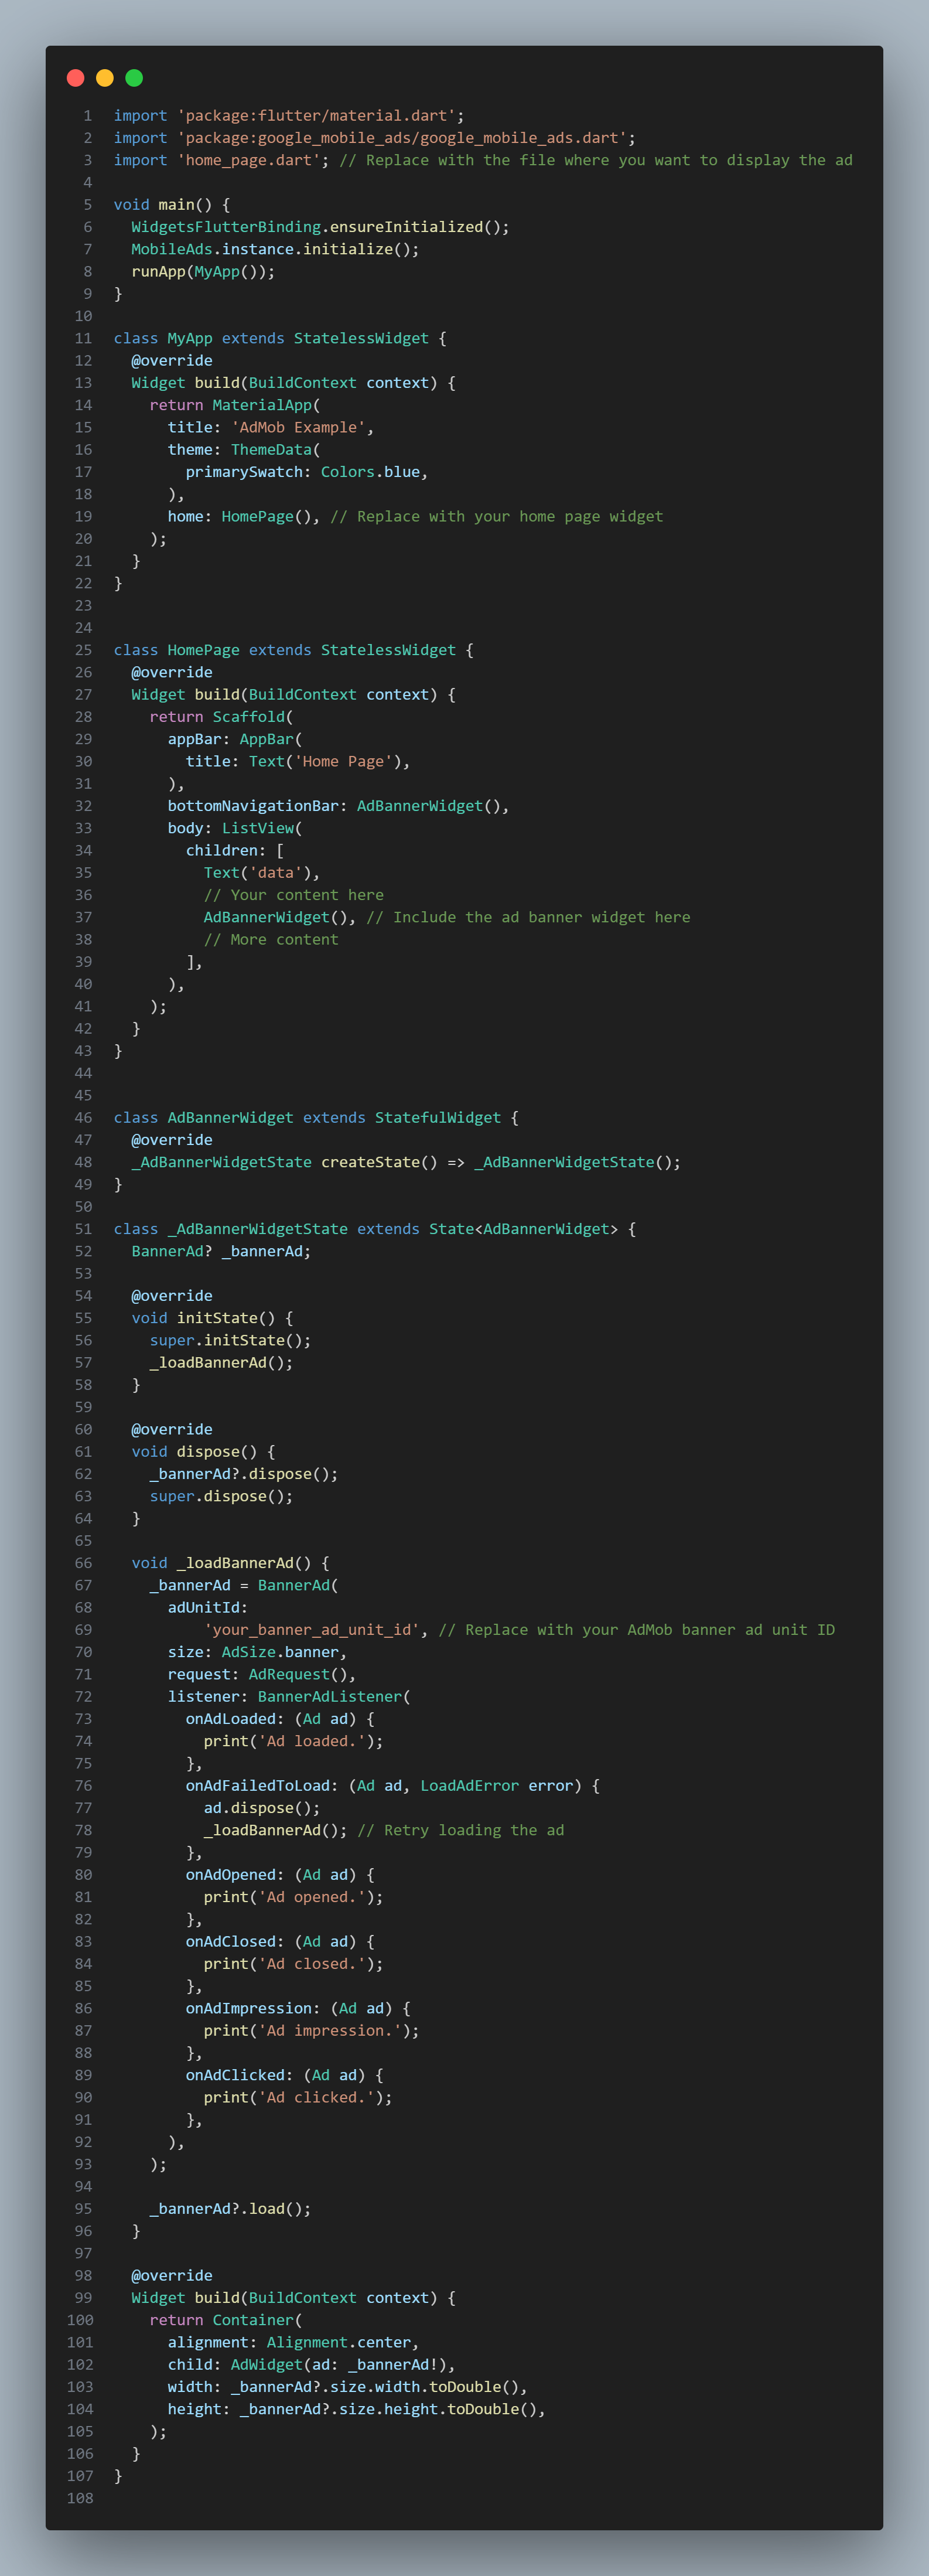 1 import 'package:flutter/material.dart';
2 import 'package:google_mobile_ads/google_mobile_ads.dart';
3 import 'home_page.dart'; // Replace with the file where you want to display the ad
4
5 void main() {
6   WidgetsFlutterBinding.ensureInitialized();
7   MobileAds.instance.initialize();
8   runApp(MyApp());
9 }
10
11 class MyApp extends StatelessWidget {
12   @override
13   Widget build(BuildContext context) {
14     return MaterialApp(
15       title: 'AdMob Example',
16       theme: ThemeData(
17         primarySwatch: Colors.blue,
18       ),
19       home: HomePage(), // Replace with your home page widget
20     );
21   }
22 }
23
24
25 class HomePage extends StatelessWidget {
26   @override
27   Widget build(BuildContext context) {
28     return Scaffold(
29       appBar: AppBar(
30         title: Text('Home Page'),
31       ),
32       bottomNavigationBar: AdBannerWidget(),
33       body: ListView(
34         children: [
35           Text('data'),
36           // Your content here
37           AdBannerWidget(), // Include the ad banner widget here
38           // More content
39         ],
40       ),
41     );
42   }
43 }
44
45
46 class AdBannerWidget extends StatefulWidget {
47   @override
48   _AdBannerWidgetState createState() => _AdBannerWidgetState();
49 }
50
51 class _AdBannerWidgetState extends State<AdBannerWidget> {
52   BannerAd? _bannerAd;
53
54   @override
55   void initState() {
56     super.initState();
57     _loadBannerAd();
58   }
59
60   @override
61   void dispose() {
62     _bannerAd?.dispose();
63     super.dispose();
64   }
65
66   void _loadBannerAd() {
67     _bannerAd = BannerAd(
68       adUnitId:
69           'your_banner_ad_unit_id', // Replace with your AdMob banner ad unit ID
70       size: AdSize.banner,
71       request: AdRequest(),
72       listener: BannerAdListener(
73         onAdLoaded: (Ad ad) {
74           print('Ad loaded.');
75         },
76         onAdFailedToLoad: (Ad ad, LoadAdError error) {
77           ad.dispose();
78           _loadBannerAd(); // Retry loading the ad
79         },
80         onAdOpened: (Ad ad) {
81           print('Ad opened.');
82         },
83         onAdClosed: (Ad ad) {
84           print('Ad closed.');
85         },
86         onAdImpression: (Ad ad) {
87           print('Ad impression.');
88         },
89         onAdClicked: (Ad ad) {
90           print('Ad clicked.');
91         },
92       ),
93     );
94
95     _bannerAd?.load();
96   }
97
98   @override
99   Widget build(BuildContext context) {
100     return Container(
101       alignment: Alignment.center,
102       child: AdWidget(ad: _bannerAd!),
103       width: _bannerAd?.size.width.toDouble(),
104       height: _bannerAd?.size.height.toDouble(),
105     );
106   }
107 }
108